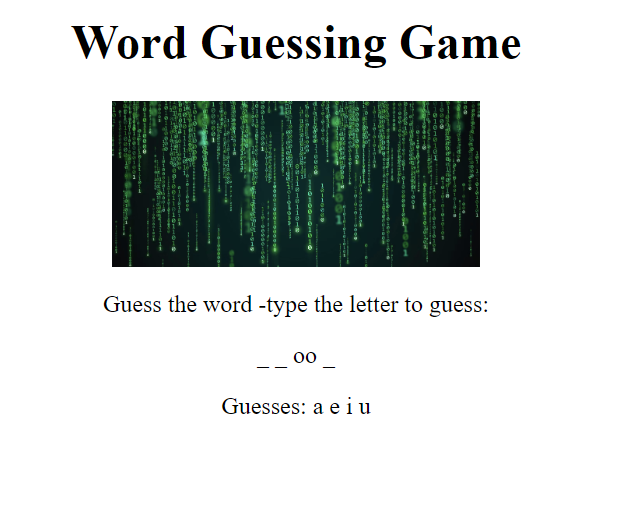 Word Guessing Game
Guess the word -type the letter to guess:
_ _ oo _
Guesses: a e i u